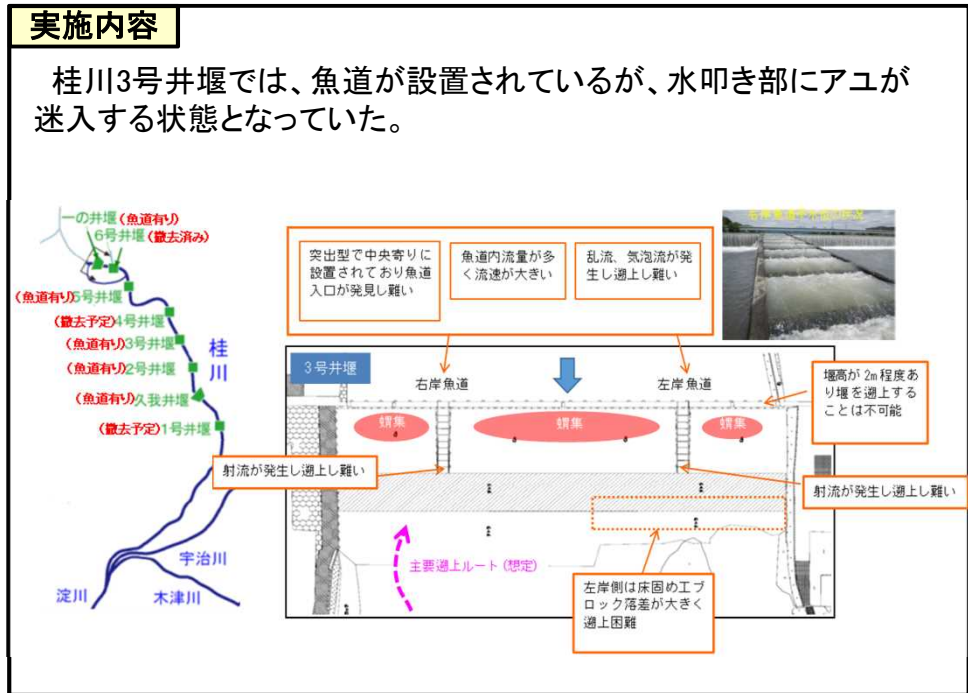 実施内容
桂川3号井堰では、魚道が設置されているが、水叩き部にアユが
迷入する状態となっていた。
一の井堰(魚道有り)
6号井堰(撤去済み)
(魚道有り)5号井堰
(撤去予定)4号井堰
(魚道有り)3号井堰
(魚道有り)2号井堰
(魚道有り)久我井堰
(撤去予定)1号井堰
桂川
宇治川
淀川
木津川
突出型で中央寄りに
設置されており魚道
入口が発見し難い
魚道内流量が多
く流速が大きい
乱流、気泡流が発
生し遡上し難い
3号井堰
右岸魚道
左岸魚道
堰高が2m程度あ
り堰を遡上する
ことは不可能
蝟集
蝟集
蝟集
射流が発生し遡上し難い
射流が発生し遡上し難い
主要遡上ルート(想定)
左岸側は床固め工ブ
ロック落差が大きく
遡上困難